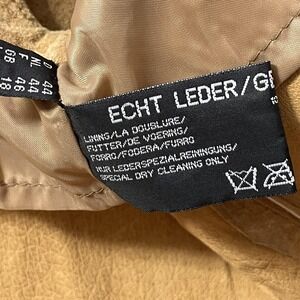 D 44
NL 44
F 46
GB 18
ECHT LEDER/GE
LINING/LA DOUBLURE/
FUTTER/DE VOERING/
FORRO/FODERA/FURRO
NUR LEDERSPEZIALREINIGUNG/
SPECIAL DRY CLEANING ONLY